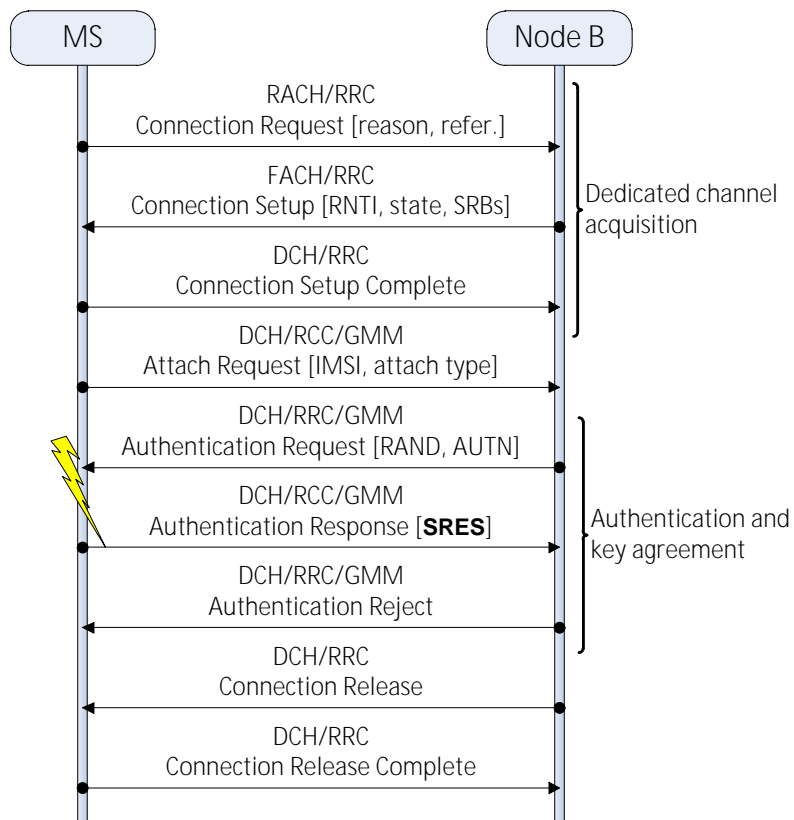 MS
Node B
RACH/RRC
Connection Request [reason, refer.]
FACH/RRC
Connection Setup [RNTI, state, SRBs]
Dedicated channel
acquisition
DCH/RRC
Connection Setup Complete
DCH/RCC/GMM
Attach Request [IMSI, attach type]
DCH/RRC/GMM
Authentication Request [RAND, AUTN]
DCH/RCC/GMM
Authentication Response [SRES]
Authentication and
key agreement
DCH/RRC/GMM
Authentication Reject
DCH/RRC
Connection Release
DCH/RRC
Connection Release Complete